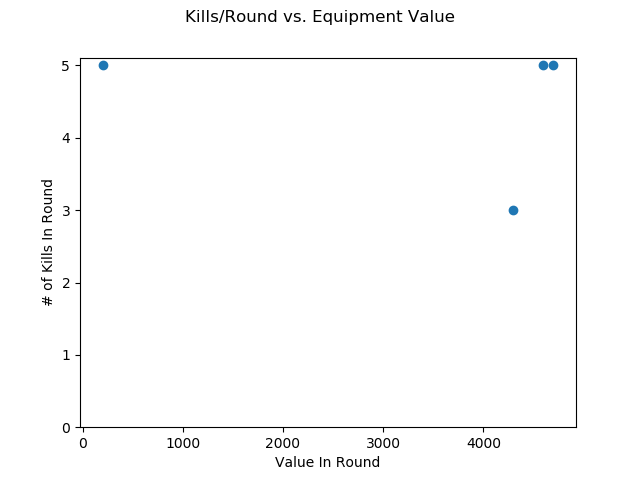 Kills/Round vs. Equipment Value
5
4
3
2
1
0
# of Kills In Round
0 1000 2000 3000 4000
Value In Round